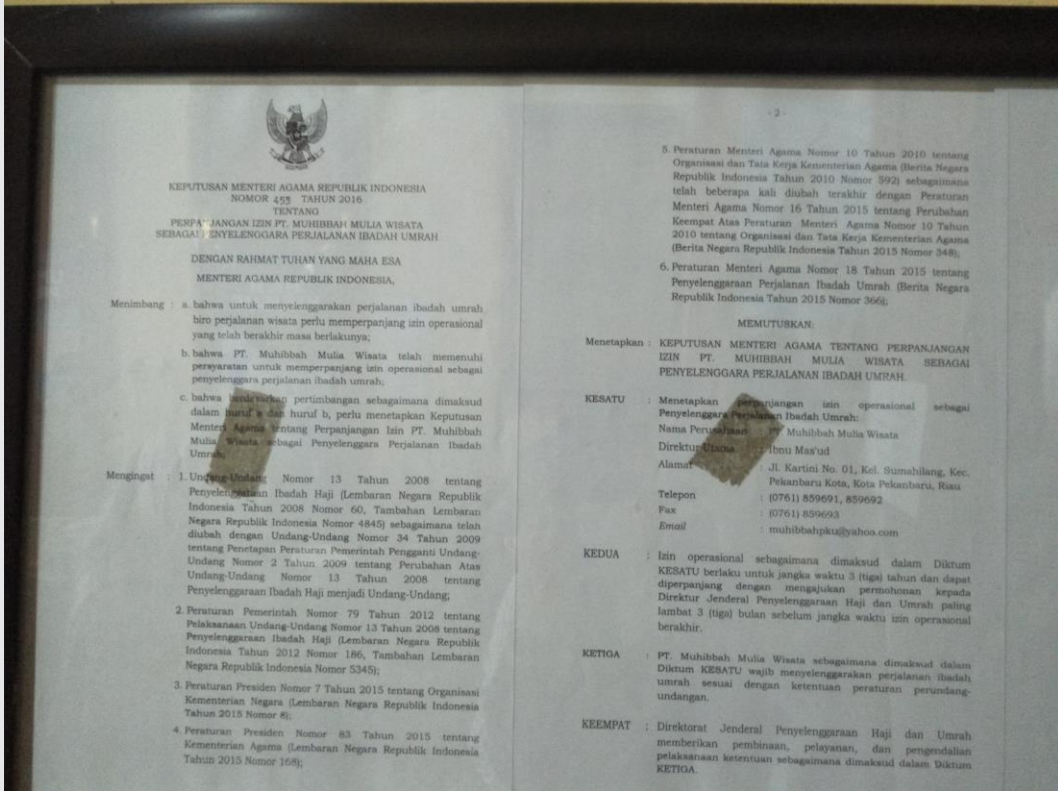 KEPUTUSAN MENTERI AGAMA REPUBLIK INDONESIA
NOMOR 453 TAHUN 2016
TENTANG
PERPANJANGAN IZIN PT. MUHIBBAH MULIA WISATA
SEBAGAI PENYELENGGARA PERJALANAN IBADAH UMRAH
DENGAN RAHMAT TUHAN YANG MAHA ESA
MENTERI AGAMA REPUBLIK INDONESIA,
Menimbang : a. bahwa untuk menyelenggarakan perjalanan ibadah umrah
biro perjalanan wisata perlu memperpanjang izin operasional
yang telah berakhir masa berlakunya;
b. bahwa PT. Muhibbah Mulia Wisata telah memenuhi
persyaratan untuk memperpanjang izin operasional sebagai
penyelenggara perjalanan ibadah umrah;
c. bahwa berdasarkan pertimbangan sebagaimana dimaksud
dalam huruf a dan huruf b, perlu menetapkan Keputusan
Menteri Agama tentang Perpanjangan Izin PT. Muhibbah
Mulia Wisata sebagai Penyelenggara Perjalanan Ibadah
Umrah;
Mengingat : 1. Undang-Undang Nomor 13 Tahun 2008 tentang
Penyelenggaraan Ibadah Haji (Lembaran Negara Republik
Indonesia Tahun 2008 Nomor 60, Tambahan Lembaran
Negara Republik Indonesia Nomor 4845) sebagaimana telah
diubah dengan Undang-Undang Nomor 34 Tahun 2009
tentang Penetapan Peraturan Pemerintah Pengganti Undang-
Undang Nomor 2 Tahun 2009 tentang Perubahan Atas
Undang-Undang Nomor 13 Tahun 2008 tentang
Penyelenggaraan Ibadah Haji menjadi Undang-Undang;
2. Peraturan Pemerintah Nomor 79 Tahun 2012 tentang
Pelaksanaan Undang-Undang Nomor 13 Tahun 2008 tentang
Penyelenggaraan Ibadah Haji (Lembaran Negara Republik
Indonesia Tahun 2012 Nomor 186, Tambahan Lembaran
Negara Republik Indonesia Nomor 5345);
3. Peraturan Presiden Nomor 7 Tahun 2015 tentang Organisasi
Kementerian Negara (Lembaran Negara Republik Indonesia
Tahun 2015 Nomor 8);
4. Peraturan Presiden Nomor 83 Tahun 2015 tentang
Kementerian Agama (Lembaran Negara Republik Indonesia
Tahun 2015 Nomor 168);
- 2 -
5. Peraturan Menteri Agama Nomor 10 Tahun 2010 tentang
Organisasi dan Tata Kerja Kementerian Agama (Berita Negara
Republik Indonesia Tahun 2010 Nomor 592) sebagaimana
telah beberapa kali diubah terakhir dengan Peraturan
Menteri Agama Nomor 16 Tahun 2015 tentang Perubahan
Keempat Atas Peraturan Menteri Agama Nomor 10 Tahun
2010 tentang Organisasi dan Tata Kerja Kementerian Agama
(Berita Negara Republik Indonesia Tahun 2015 Nomor 348);
6. Peraturan Menteri Agama Nomor 18 Tahun 2015 tentang
Penyelenggaraan Perjalanan Ibadah Umrah (Berita Negara
Republik Indonesia Tahun 2015 Nomor 366);
MEMUTUSKAN:
Menetapkan : KEPUTUSAN MENTERI AGAMA TENTANG PERPANJANGAN
IZIN PT. MUHIBBAH MULIA WISATA SEBAGAI
PENYELENGGARA PERJALANAN IBADAH UMRAH.
KESATU : Menetapkan perpanjangan izin operasional sebagai
Penyelenggara Perjalanan Ibadah Umrah:
Nama Perusahaan : PT. Muhibbah Mulia Wisata
Direktur Utama : Ibnu Mas'ud
Alamat : Jl. Kartini No. 01, Kel. Sumahilang, Kec.
Pekanbaru Kota, Kota Pekanbaru, Riau
Telepon : (0761) 859691, 859692
Fax : (0761) 859693
Email : muhibbahpku@yahoo.com
KEDUA : Izin operasional sebagaimana dimaksud dalam Diktum
KESATU berlaku untuk jangka waktu 3 (tiga) tahun dan dapat
diperpanjang dengan mengajukan permohonan kepada
Direktur Jenderal Penyelenggaraan Haji dan Umrah paling
lambat 3 (tiga) bulan sebelum jangka waktu izin operasional
berakhir.
KETIGA : PT. Muhibbah Mulia Wisata sebagaimana dimaksud dalam
Diktum KESATU wajib menyelenggarakan perjalanan ibadah
umrah sesuai dengan ketentuan peraturan perundang-
undangan.
KEEMPAT : Direktorat Jenderal Penyelenggaraan Haji dan Umrah
memberikan pembinaan, pelayanan, dan pengendalian
pelaksanaan ketentuan sebagaimana dimaksud dalam Diktum
KETIGA.